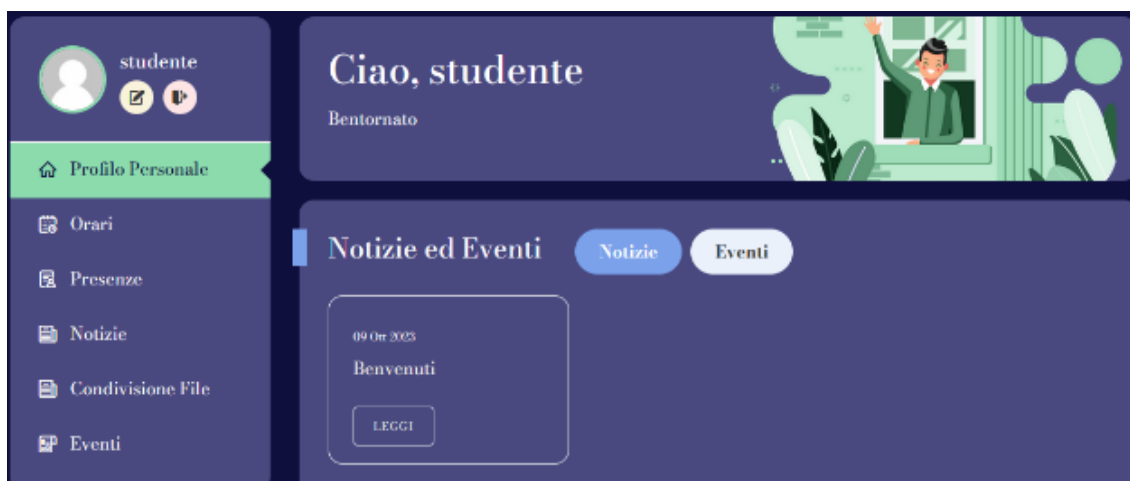 studente
Profilo Personale
Orari
Presenze
Notizie
Condivisione File
Eventi
Ciao, studente
Bentornato
Notizie ed Eventi
Notizie
Eventi
09 Ott 2023
Benvenuti
LEGGI